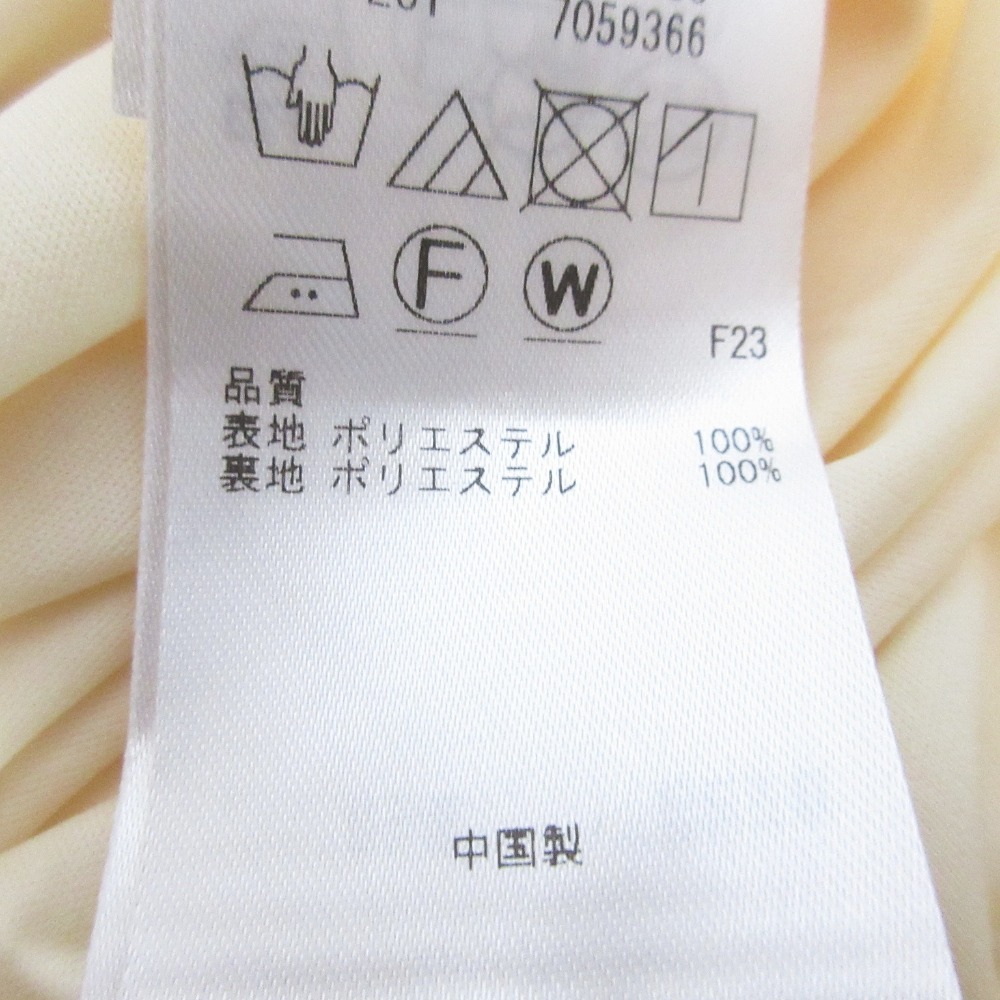 7059366
F
W
F23
品質
表地 ポリエステル 100%
裏地 ポリエステル 100%
中国製